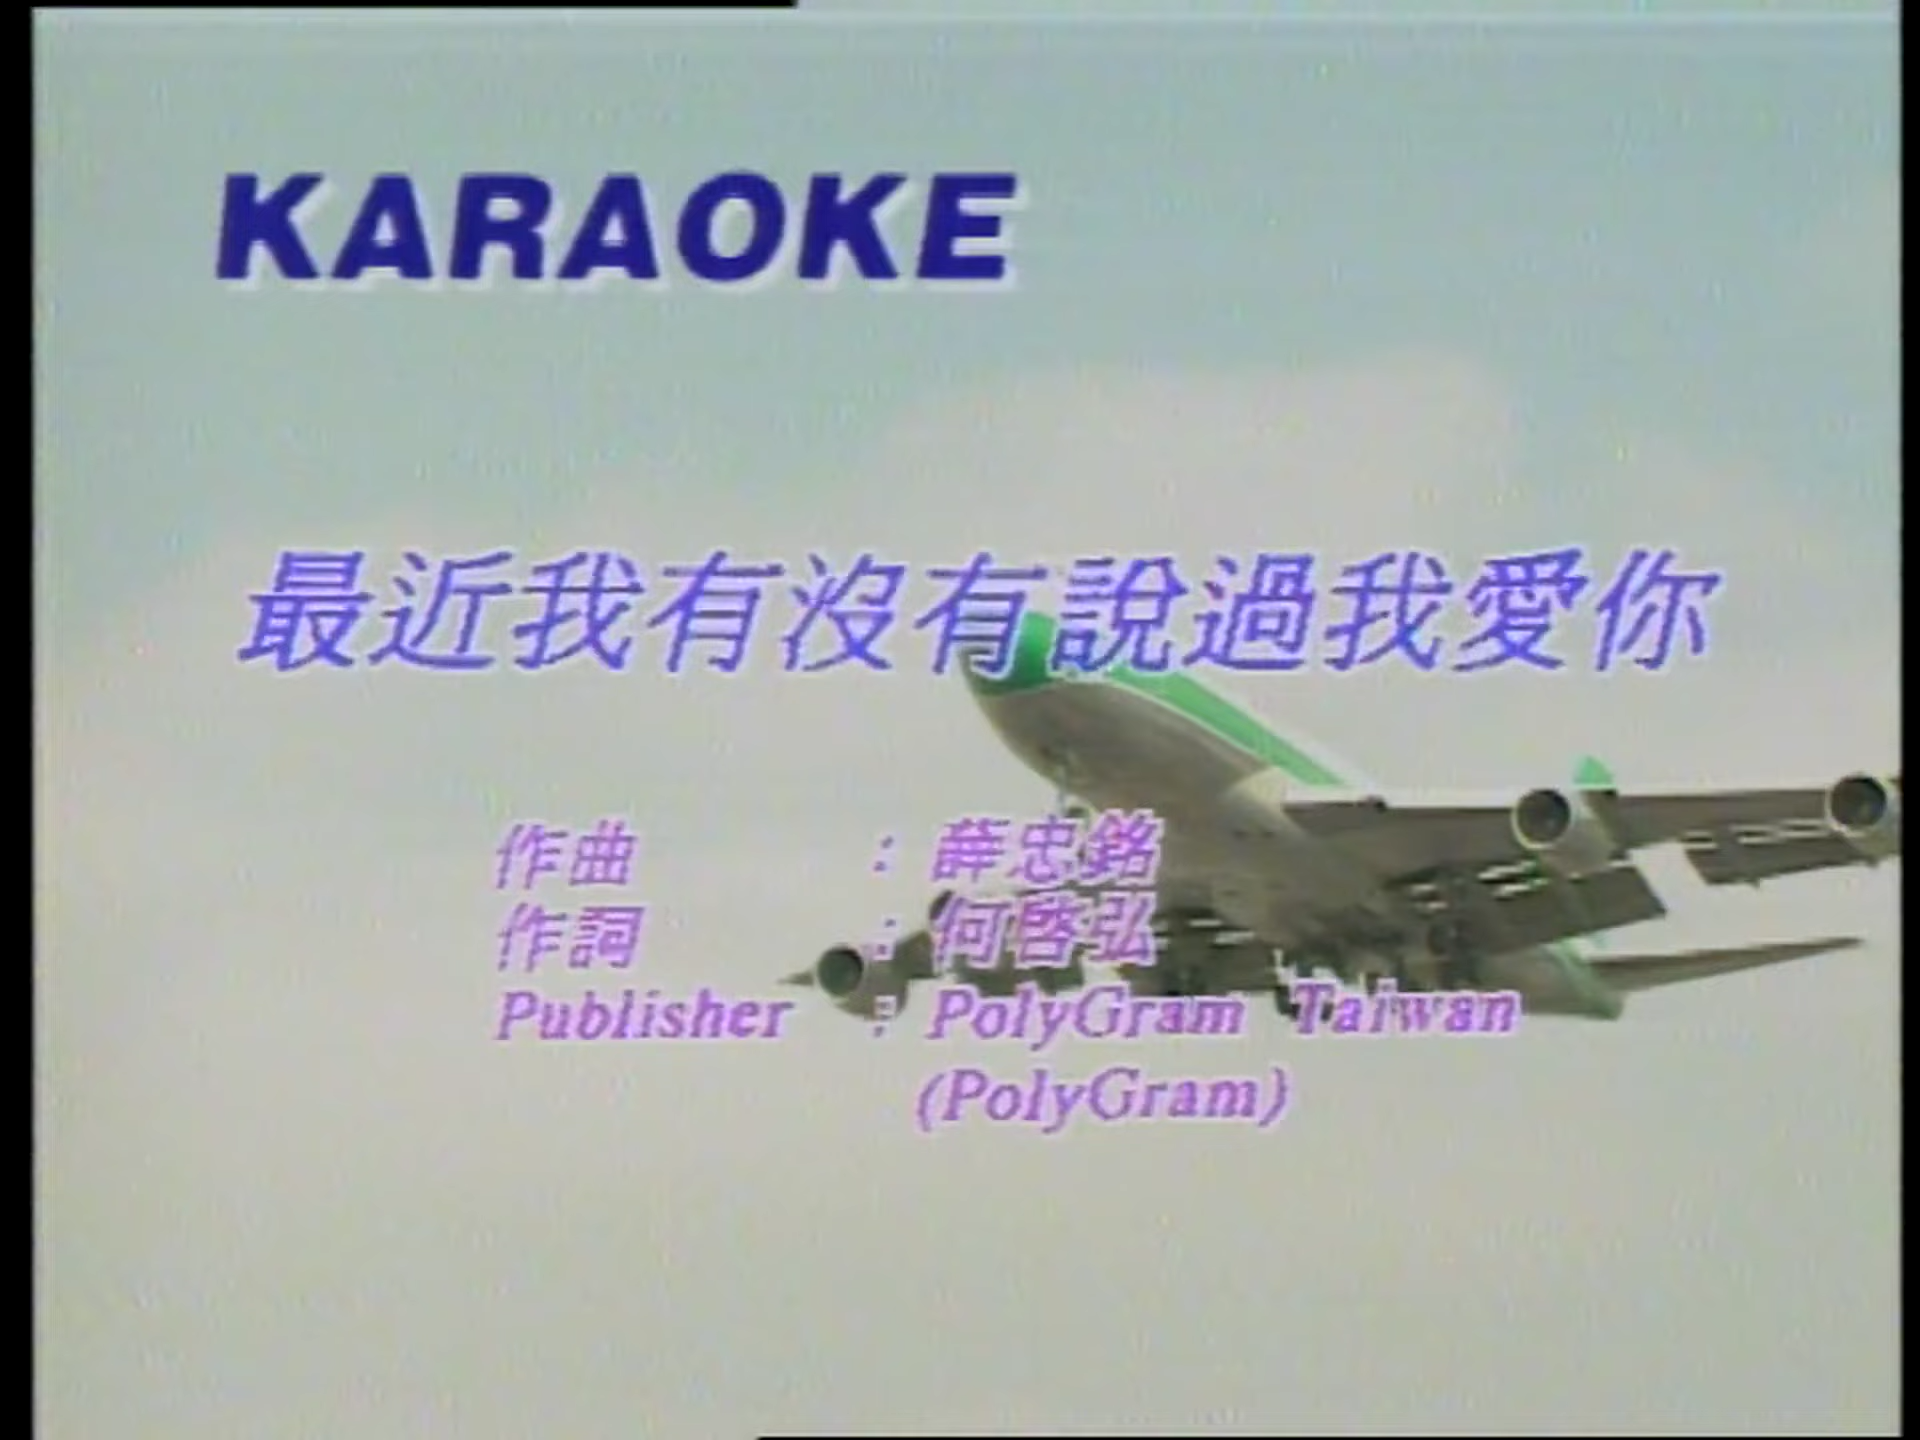 KARAOKE
最近我有沒有說過我愛你
作曲 : 薛忠銘
作詞 : 何啓弘
Publisher : PolyGram Taiwan
(PolyGram)